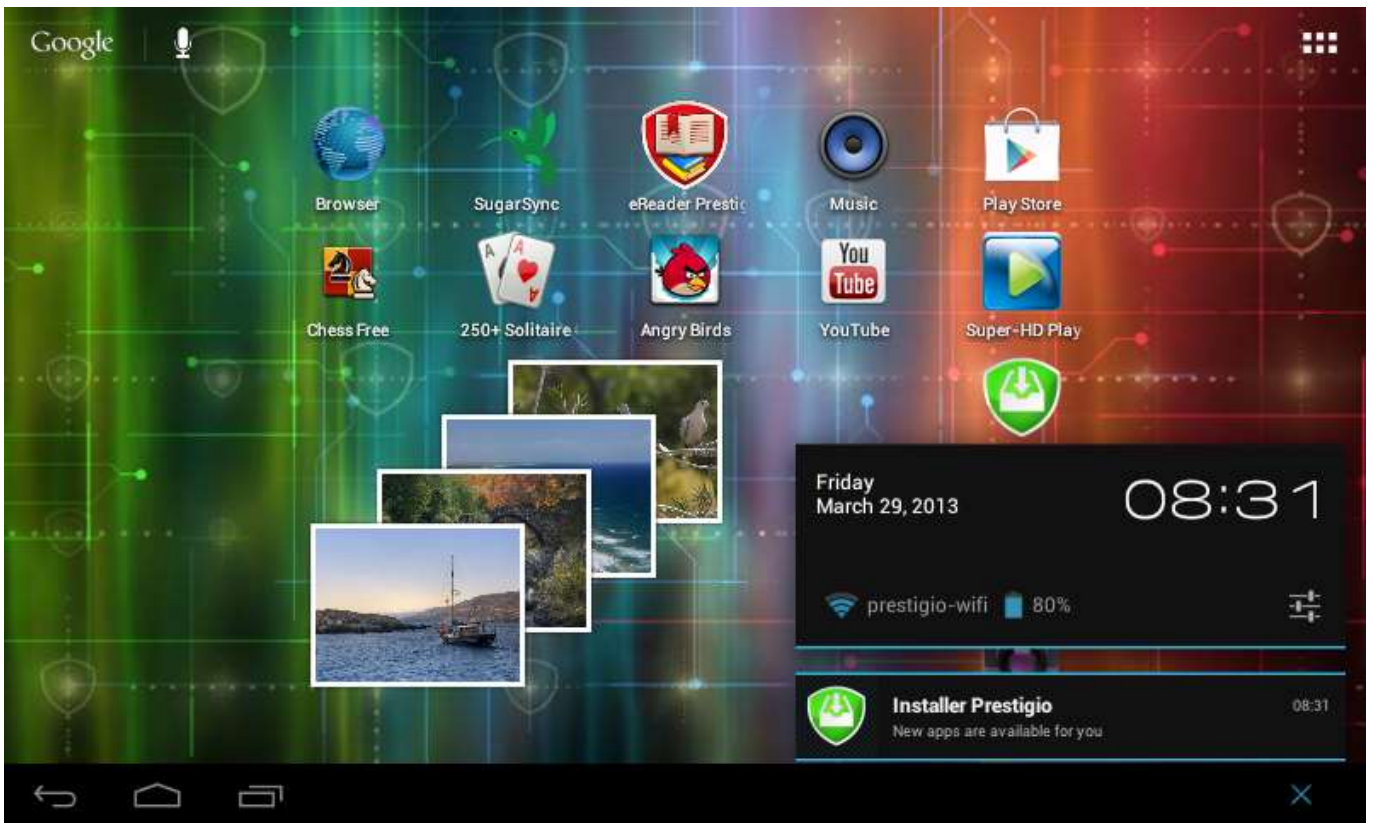 Google
Browser
SugarSync
eReader Prestig
Music
Play Store
Chess Free
250+ Solitaire
Angry Birds
You
Tube
YouTube
Super-HD Play
A
A
Friday
March 29, 2013
08:31
prestigio-wifi
80%
Installer Prestigio
08:31
New apps are available for you